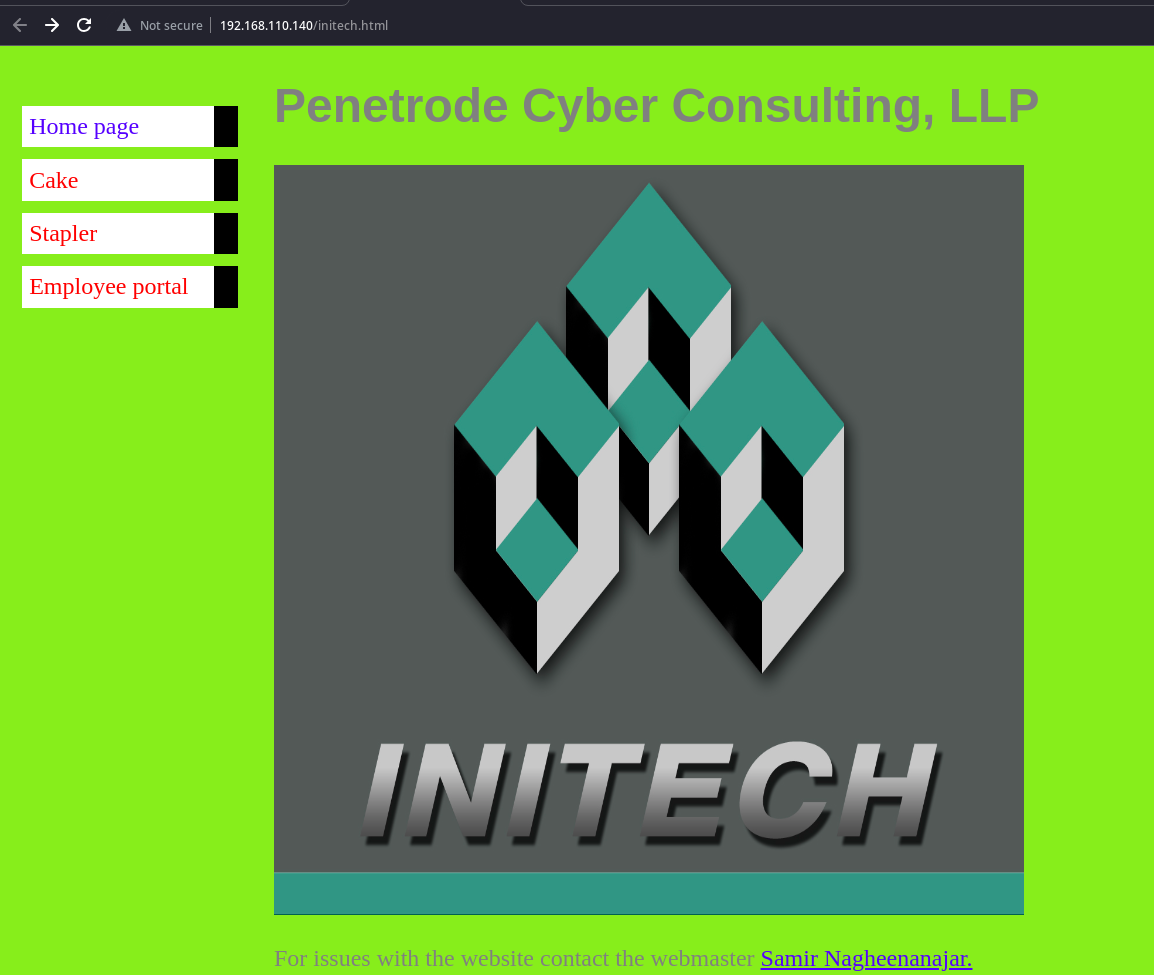 Not secure 192.168.110.140/initech.html
Penetrode Cyber Consulting, LLP
Home page
Cake
Stapler
Employee portal
INITECH
For issues with the website contact the webmaster Samir Nagheenanajar.